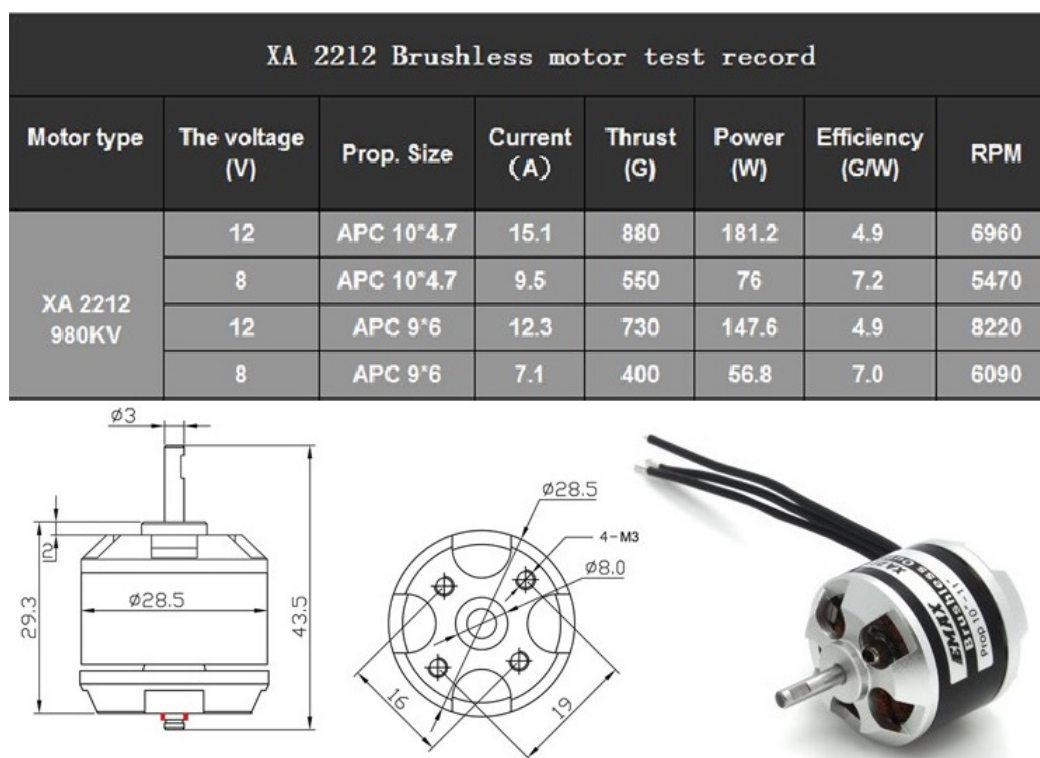 XA 2212 Brushless motor test record
Motor type The voltage (V) Prop. Size Current (A) Thrust (G) Power (W) Efficiency (G/W) RPM
XA 2212 980KV
12 APC 10*4.7 15.1 880 181.2 4.9 6960
8 APC 10*4.7 9.5 550 76 7.2 5470
12 APC 9*6 12.3 730 147.6 4.9 8220
8 APC 9*6 7.1 400 56.8 7.0 6090
ø3
2
29.3
ø28.5
43.5
ø28.5
4-M3
ø8.0
16
19
XA2
Brushless
EMAX
Prop 10"-11"